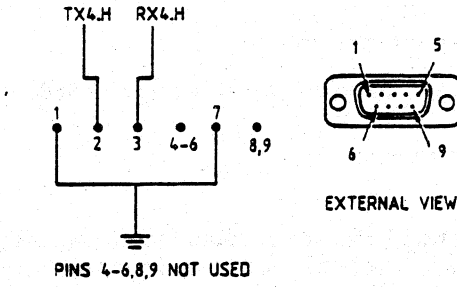 TX4.H RX4.H
1 5
1 7
2 3 4-6 8,9
6 9
EXTERNAL VIEW
PINS 4-6,8,9 NOT USED